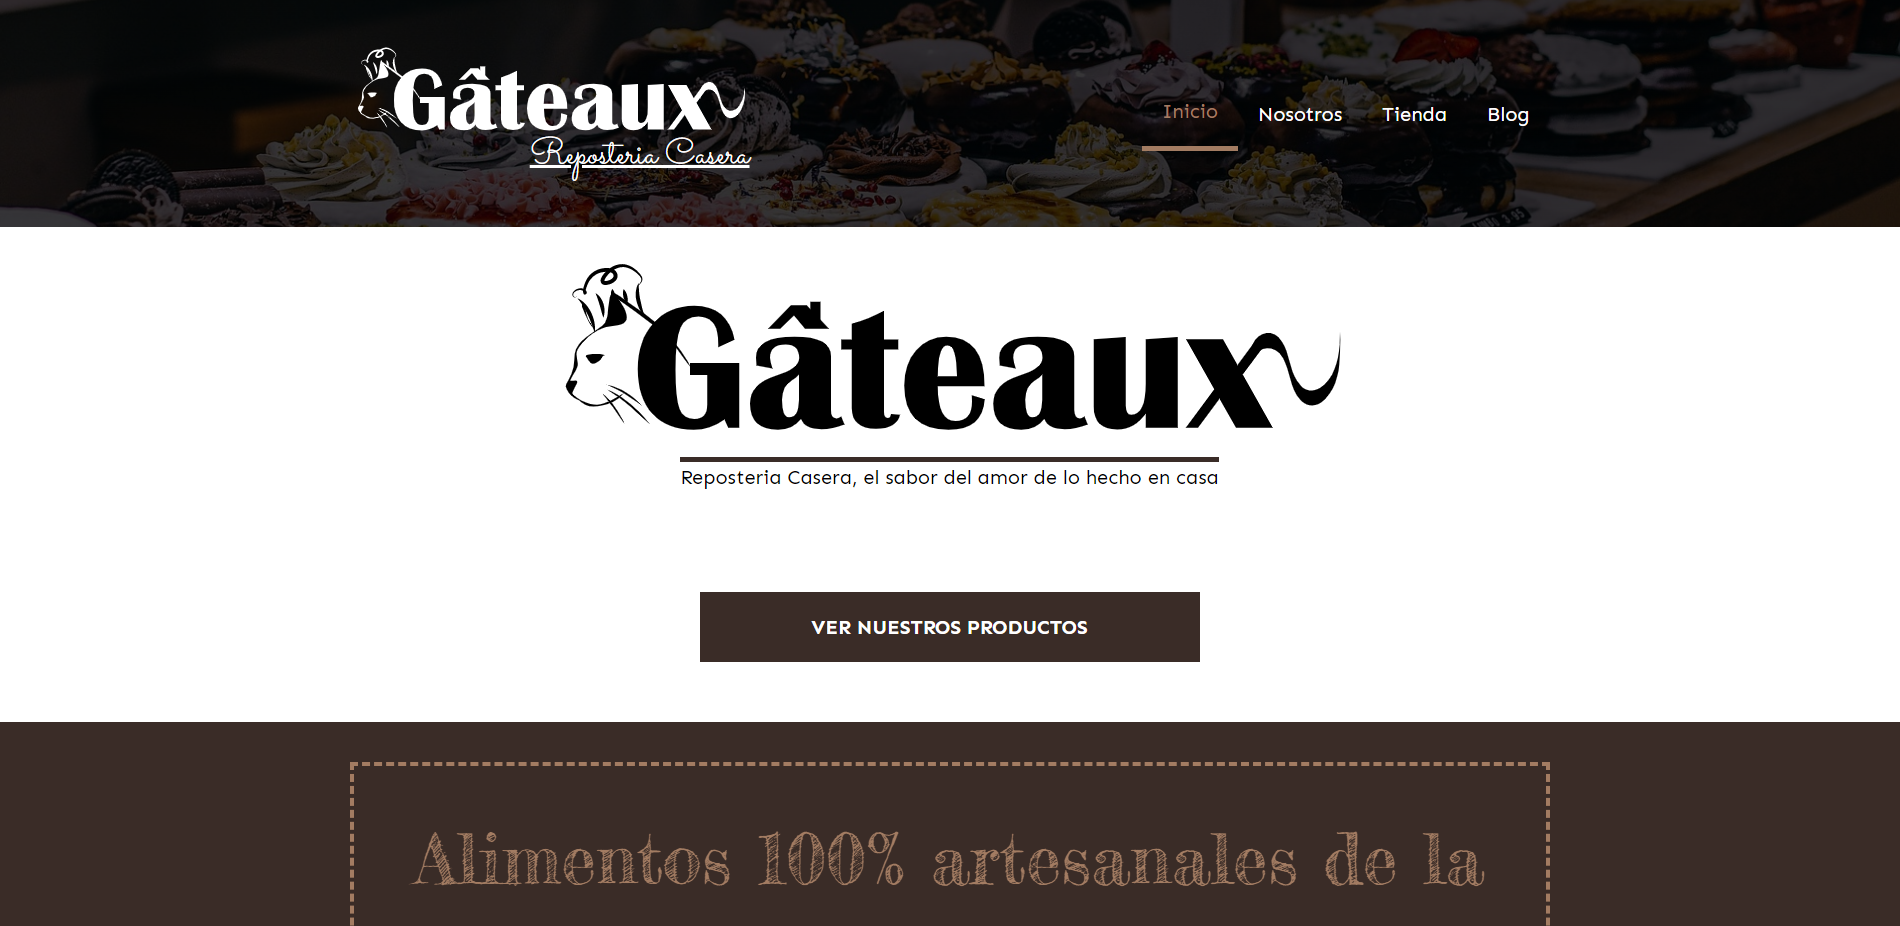 Gâteaux
Reposteria Casera
Inicio Nosotros Tienda Blog
Gâteaux
Reposteria Casera, el sabor del amor de lo hecho en casa
VER NUESTROS PRODUCTOS
Alimentos 100% artesanales de la